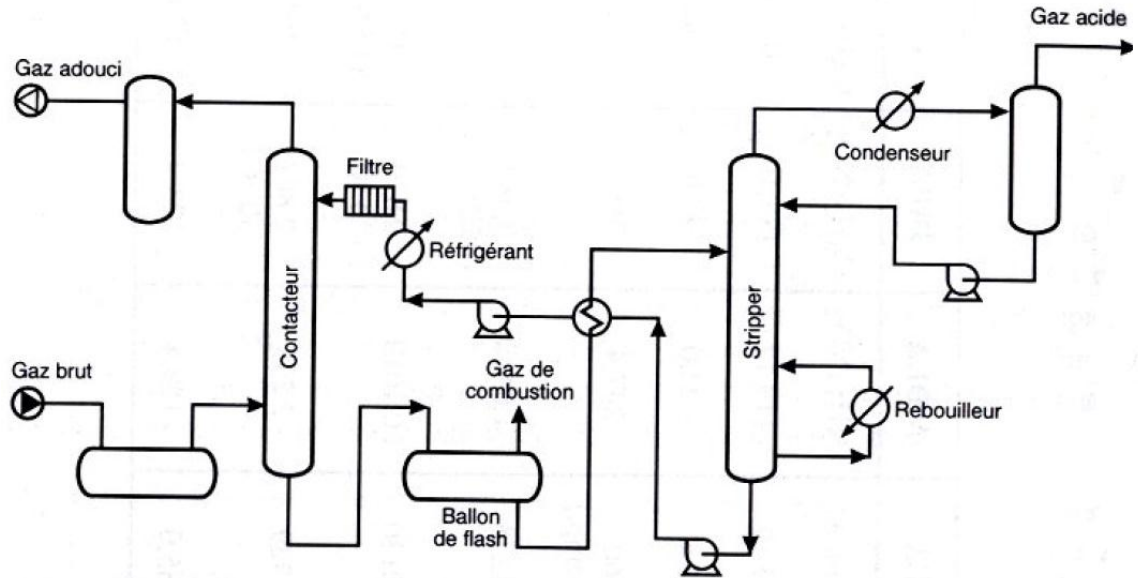 Gaz acide
Gaz adouci
Condenseur
Filtre
Réfrigérant
Contacteur
Stripper
Gaz brut
Gaz de
combustion
Rebouilleur
Ballon
de flash